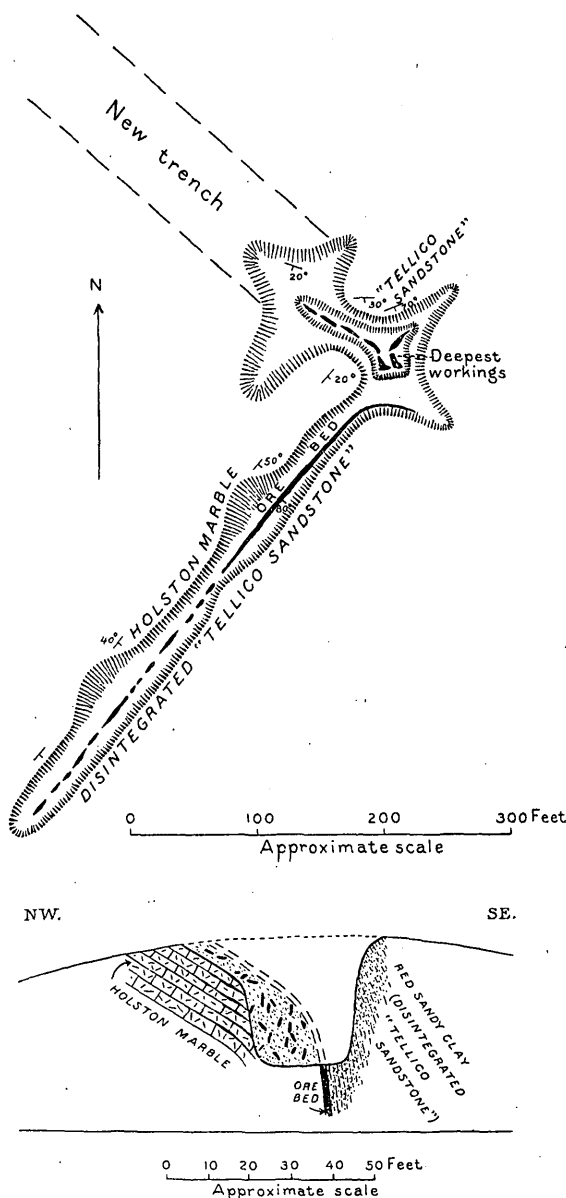 New trench
N
20°
"TELLICO
SANDSTONE"
30°
20°
Deepest
workings
50°
ORE BED
60°
HOLSTON MARBLE
40°
DISINTEGRATED "TELLICO SANDSTONE"
0 100 200 300 Feet
Approximate scale
NW. SE.
HOLSTON MARBLE
ORE
BED
RED SANDY CLAY
(DISINTEGRATED
"TELLICO
SANDSTONE")
0 10 20 30 40 50 Feet
Approximate scale